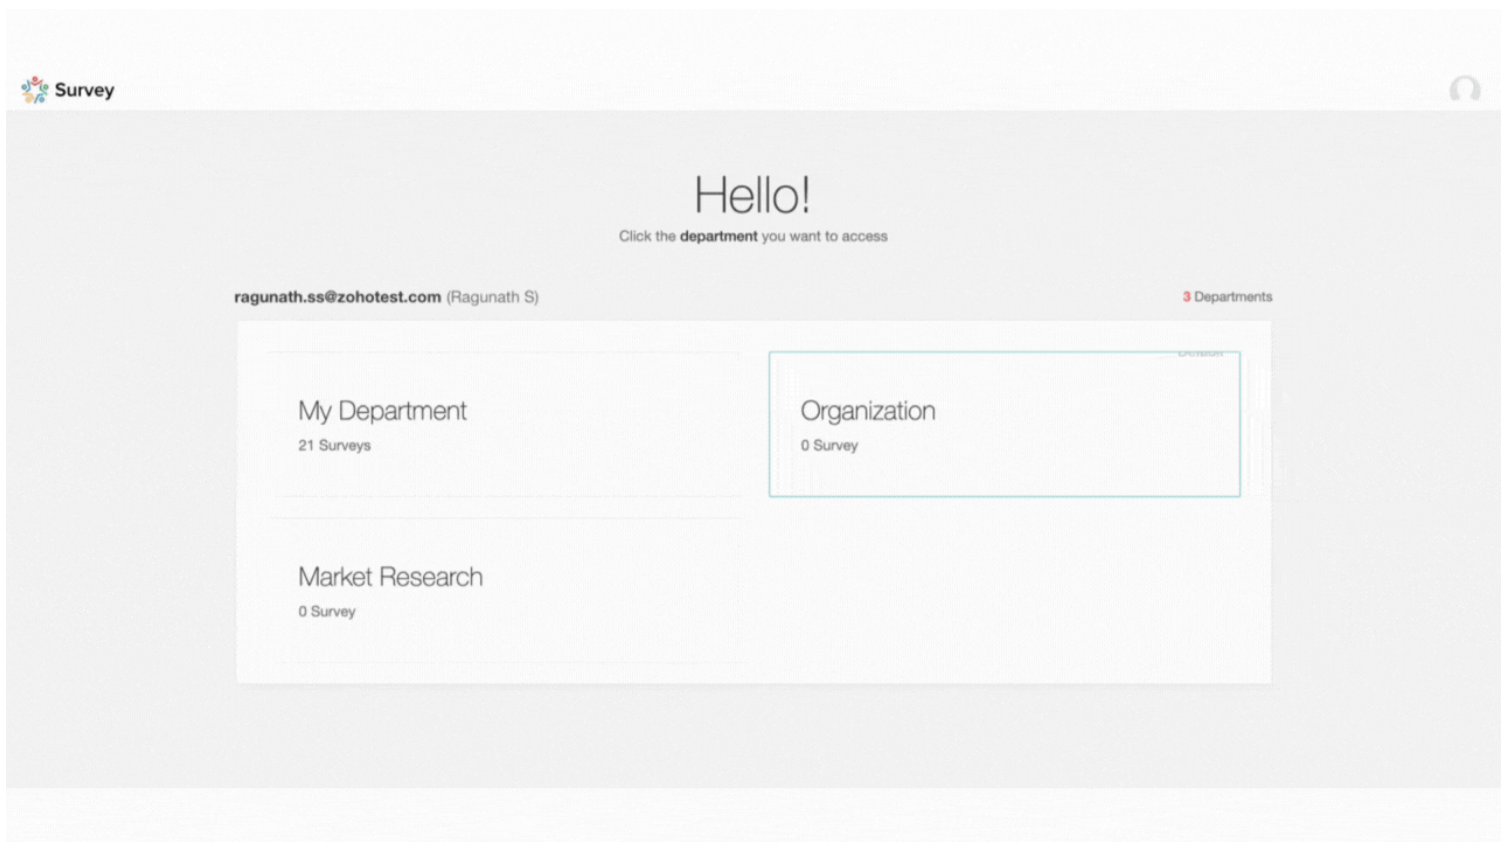 Survey
Hello!
Click the department you want to access
ragunath.ss@zohotest.com (Ragunath S)
3 Departments
My Department
21 Surveys
Default
Organization
0 Survey
Market Research
0 Survey